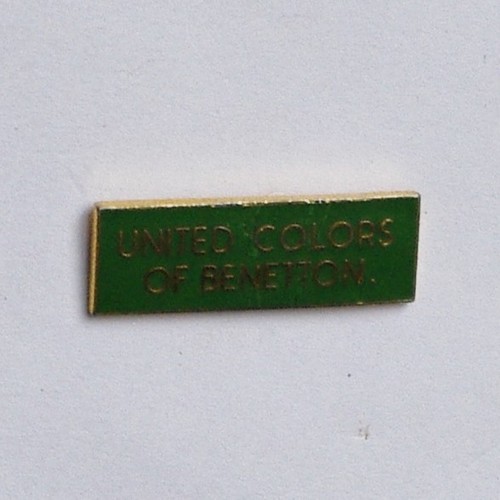 UNITED COLORS
OF BENETTON.